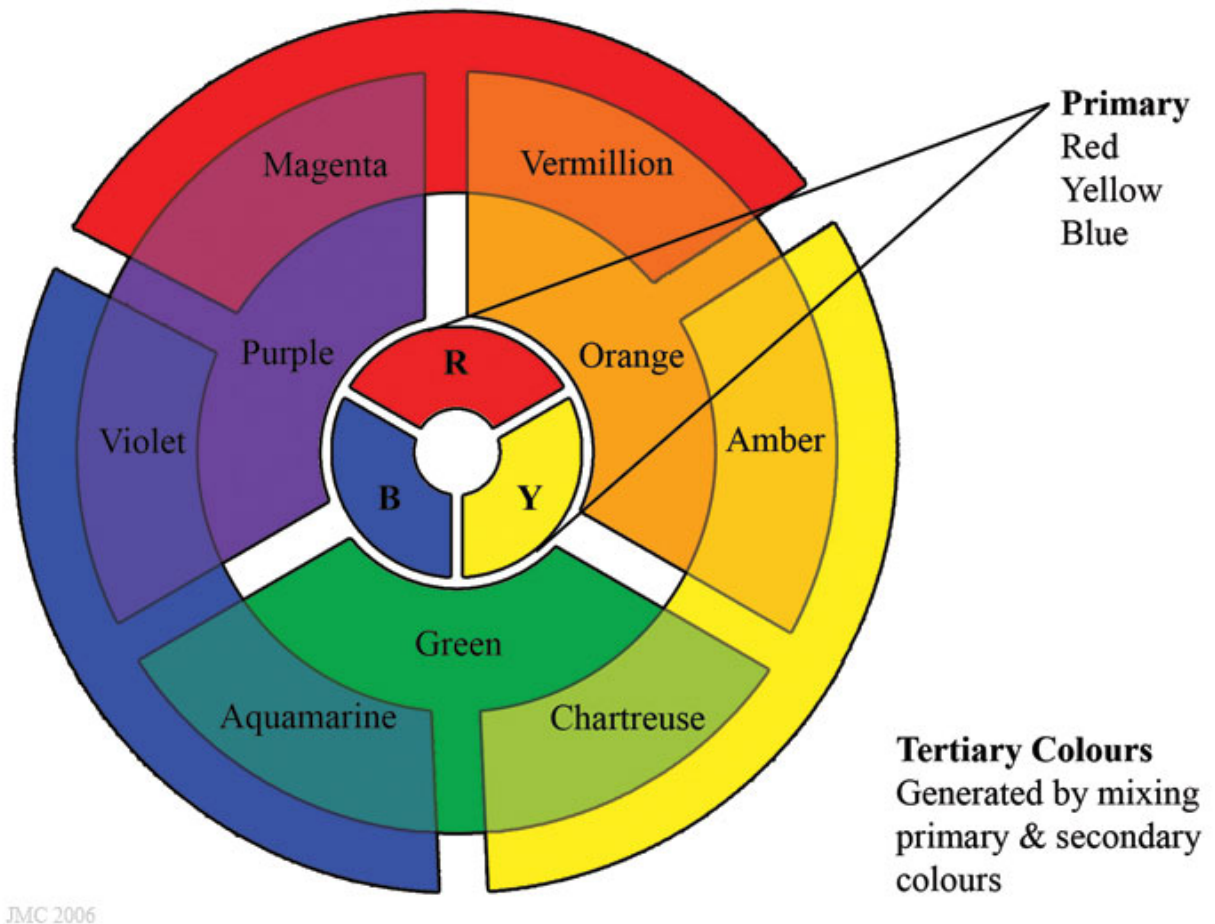 Magenta
Vermillion
Primary
Red
Yellow
Blue
Purple
R
Orange
Violet
Amber
B
Y
Green
Aquamarine
Chartreuse
Tertiary Colours
Generated by mixing
primary & secondary
colours
JMC 2006